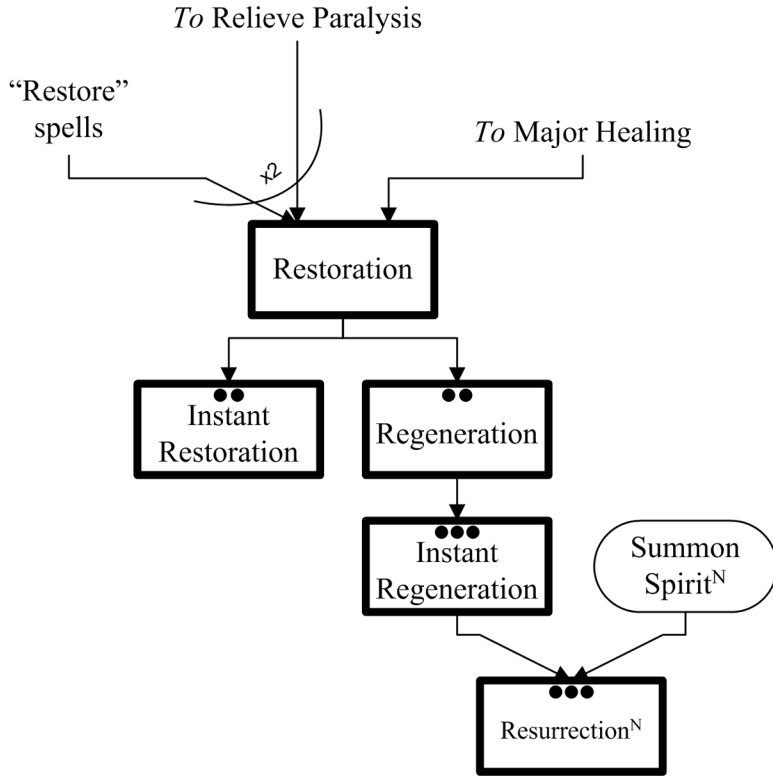 To Relieve Paralysis
“Restore”
spells
To Major Healing
x2
Restoration
Instant
Restoration
Regeneration
Instant
Regeneration
Summon
Spiritᴺ
Resurrectionᴺ